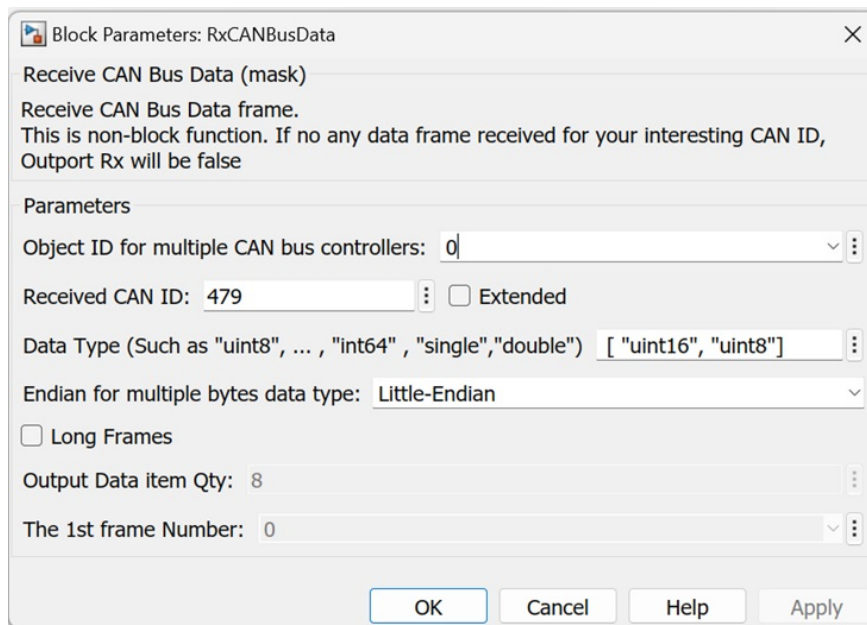 Block Parameters: RxCANBusData
Receive CAN Bus Data (mask)
Receive CAN Bus Data frame.
This is non-block function. If no any data frame received for your interesting CAN ID,
Outport Rx will be false
Parameters
Object ID for multiple CAN bus controllers: 0
Received CAN ID: 479 Extended
Data Type (Such as "uint8", ... , "int64" , "single","double") [ "uint16", "uint8"]
Endian for multiple bytes data type: Little-Endian
Long Frames
Output Data item Qty: 8
The 1st frame Number: 0
OK Cancel Help Apply